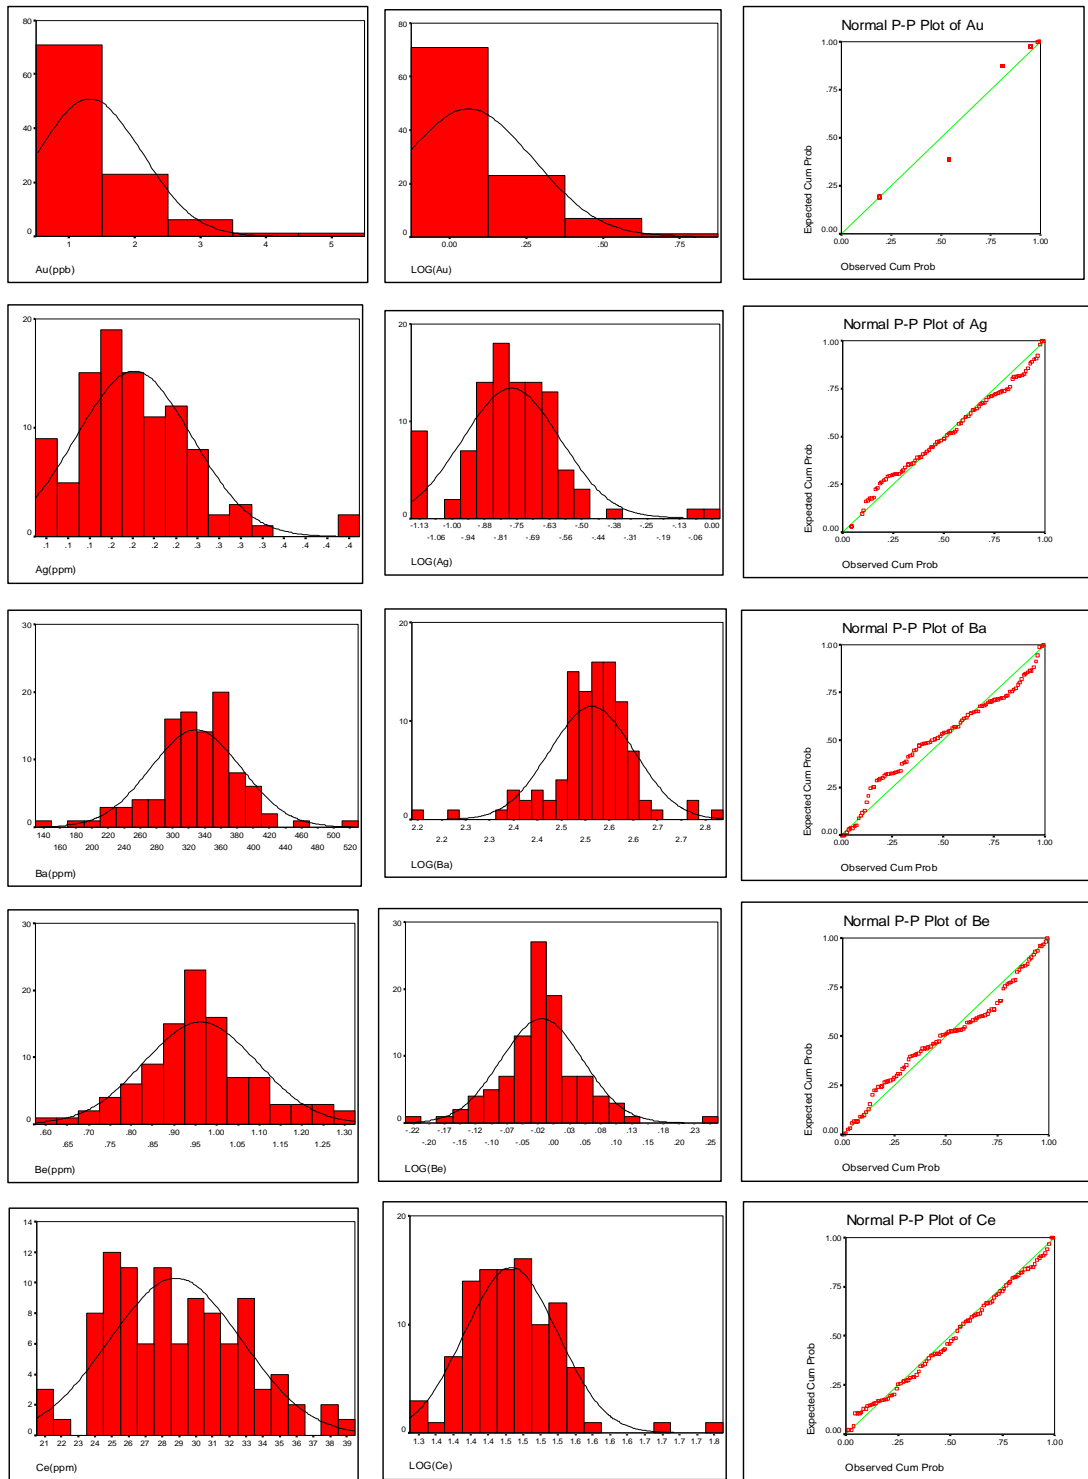 80
60
40
20
0
1 2 3 4 5
Au(ppb)
80
60
40
20
0
0.00 .25 .50 .75
LOG(Au)
Normal P-P Plot of Au
1.00
.75
.50
.25
0.00
0.00 .25 .50 .75 1.00
Expected Cum Prob
Observed Cum Prob
20
10
0
.1 .1 .1 .2 .2 .2 .2 .3 .3 .3 .3 .4 .4 .4 .4
Ag(ppm)
20
10
0
-1.13 -1.00 -.88 -.75 -.63 -.50 -.38 -.25 -.13 0.00
-1.06 -.94 -.81 -.69 -.56 -.44 -.31 -.19 -.06
LOG(Ag)
Normal P-P Plot of Ag
1.00
.75
.50
.25
0.00
0.00 .25 .50 .75 1.00
Expected Cum Prob
Observed Cum Prob
30
20
10
0
140 180 220 260 300 340 380 420 460 500
160 200 240 280 320 360 400 440 480 520
Ba(ppm)
20
10
0
2.2 2.3 2.4 2.5 2.6 2.6 2.7 2.8
2.2 2.3 2.4 2.5 2.6 2.7 2.7
LOG(Ba)
Normal P-P Plot of Ba
1.00
.75
.50
.25
0.00
0.00 .25 .50 .75 1.00
Expected Cum Prob
Observed Cum Prob
30
20
10
0
.60 .70 .80 .90 1.00 1.10 1.20 1.30
.65 .75 .85 .95 1.05 1.15 1.25
Be(ppm)
30
20
10
0
-.22 -.17 -.12 -.07 -.02 .03 .08 .13 .18 .23
-.20 -.15 -.10 -.05 .00 .05 .10 .15 .20 .25
LOG(Be)
Normal P-P Plot of Be
1.00
.75
.50
.25
0.00
0.00 .25 .50 .75 1.00
Expected Cum Prob
Observed Cum Prob
14
12
10
8
6
4
2
0
21 22 24 25 26 28 29 30 31 33 34 35 37 38 39
Ce(ppm)
20
10
0
1.3 1.4 1.4 1.4 1.5 1.5 1.5 1.5 1.6 1.6 1.6 1.7 1.7 1.7 1.8
LOG(Ce)
Normal P-P Plot of Ce
1.00
.75
.50
.25
0.00
0.00 .25 .50 .75 1.00
Expected Cum Prob
Observed Cum Prob